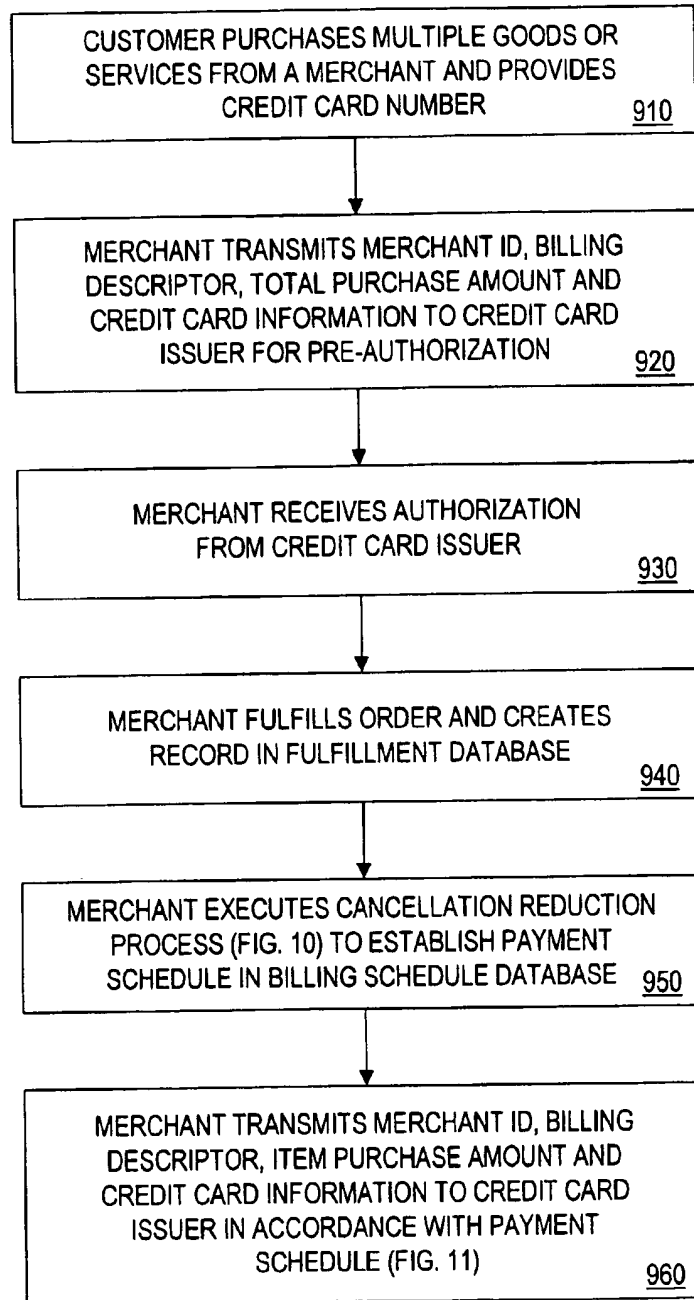 CUSTOMER PURCHASES MULTIPLE GOODS OR
SERVICES FROM A MERCHANT AND PROVIDES
CREDIT CARD NUMBER
910
MERCHANT TRANSMITS MERCHANT ID, BILLING
DESCRIPTOR, TOTAL PURCHASE AMOUNT AND
CREDIT CARD INFORMATION TO CREDIT CARD
ISSUER FOR PRE-AUTHORIZATION
920
MERCHANT RECEIVES AUTHORIZATION
FROM CREDIT CARD ISSUER
930
MERCHANT FULFILLS ORDER AND CREATES
RECORD IN FULFILLMENT DATABASE
940
MERCHANT EXECUTES CANCELLATION REDUCTION
PROCESS (FIG. 10) TO ESTABLISH PAYMENT
SCHEDULE IN BILLING SCHEDULE DATABASE
950
MERCHANT TRANSMITS MERCHANT ID, BILLING
DESCRIPTOR, ITEM PURCHASE AMOUNT AND
CREDIT CARD INFORMATION TO CREDIT CARD
ISSUER IN ACCORDANCE WITH PAYMENT
SCHEDULE (FIG. 11)
960